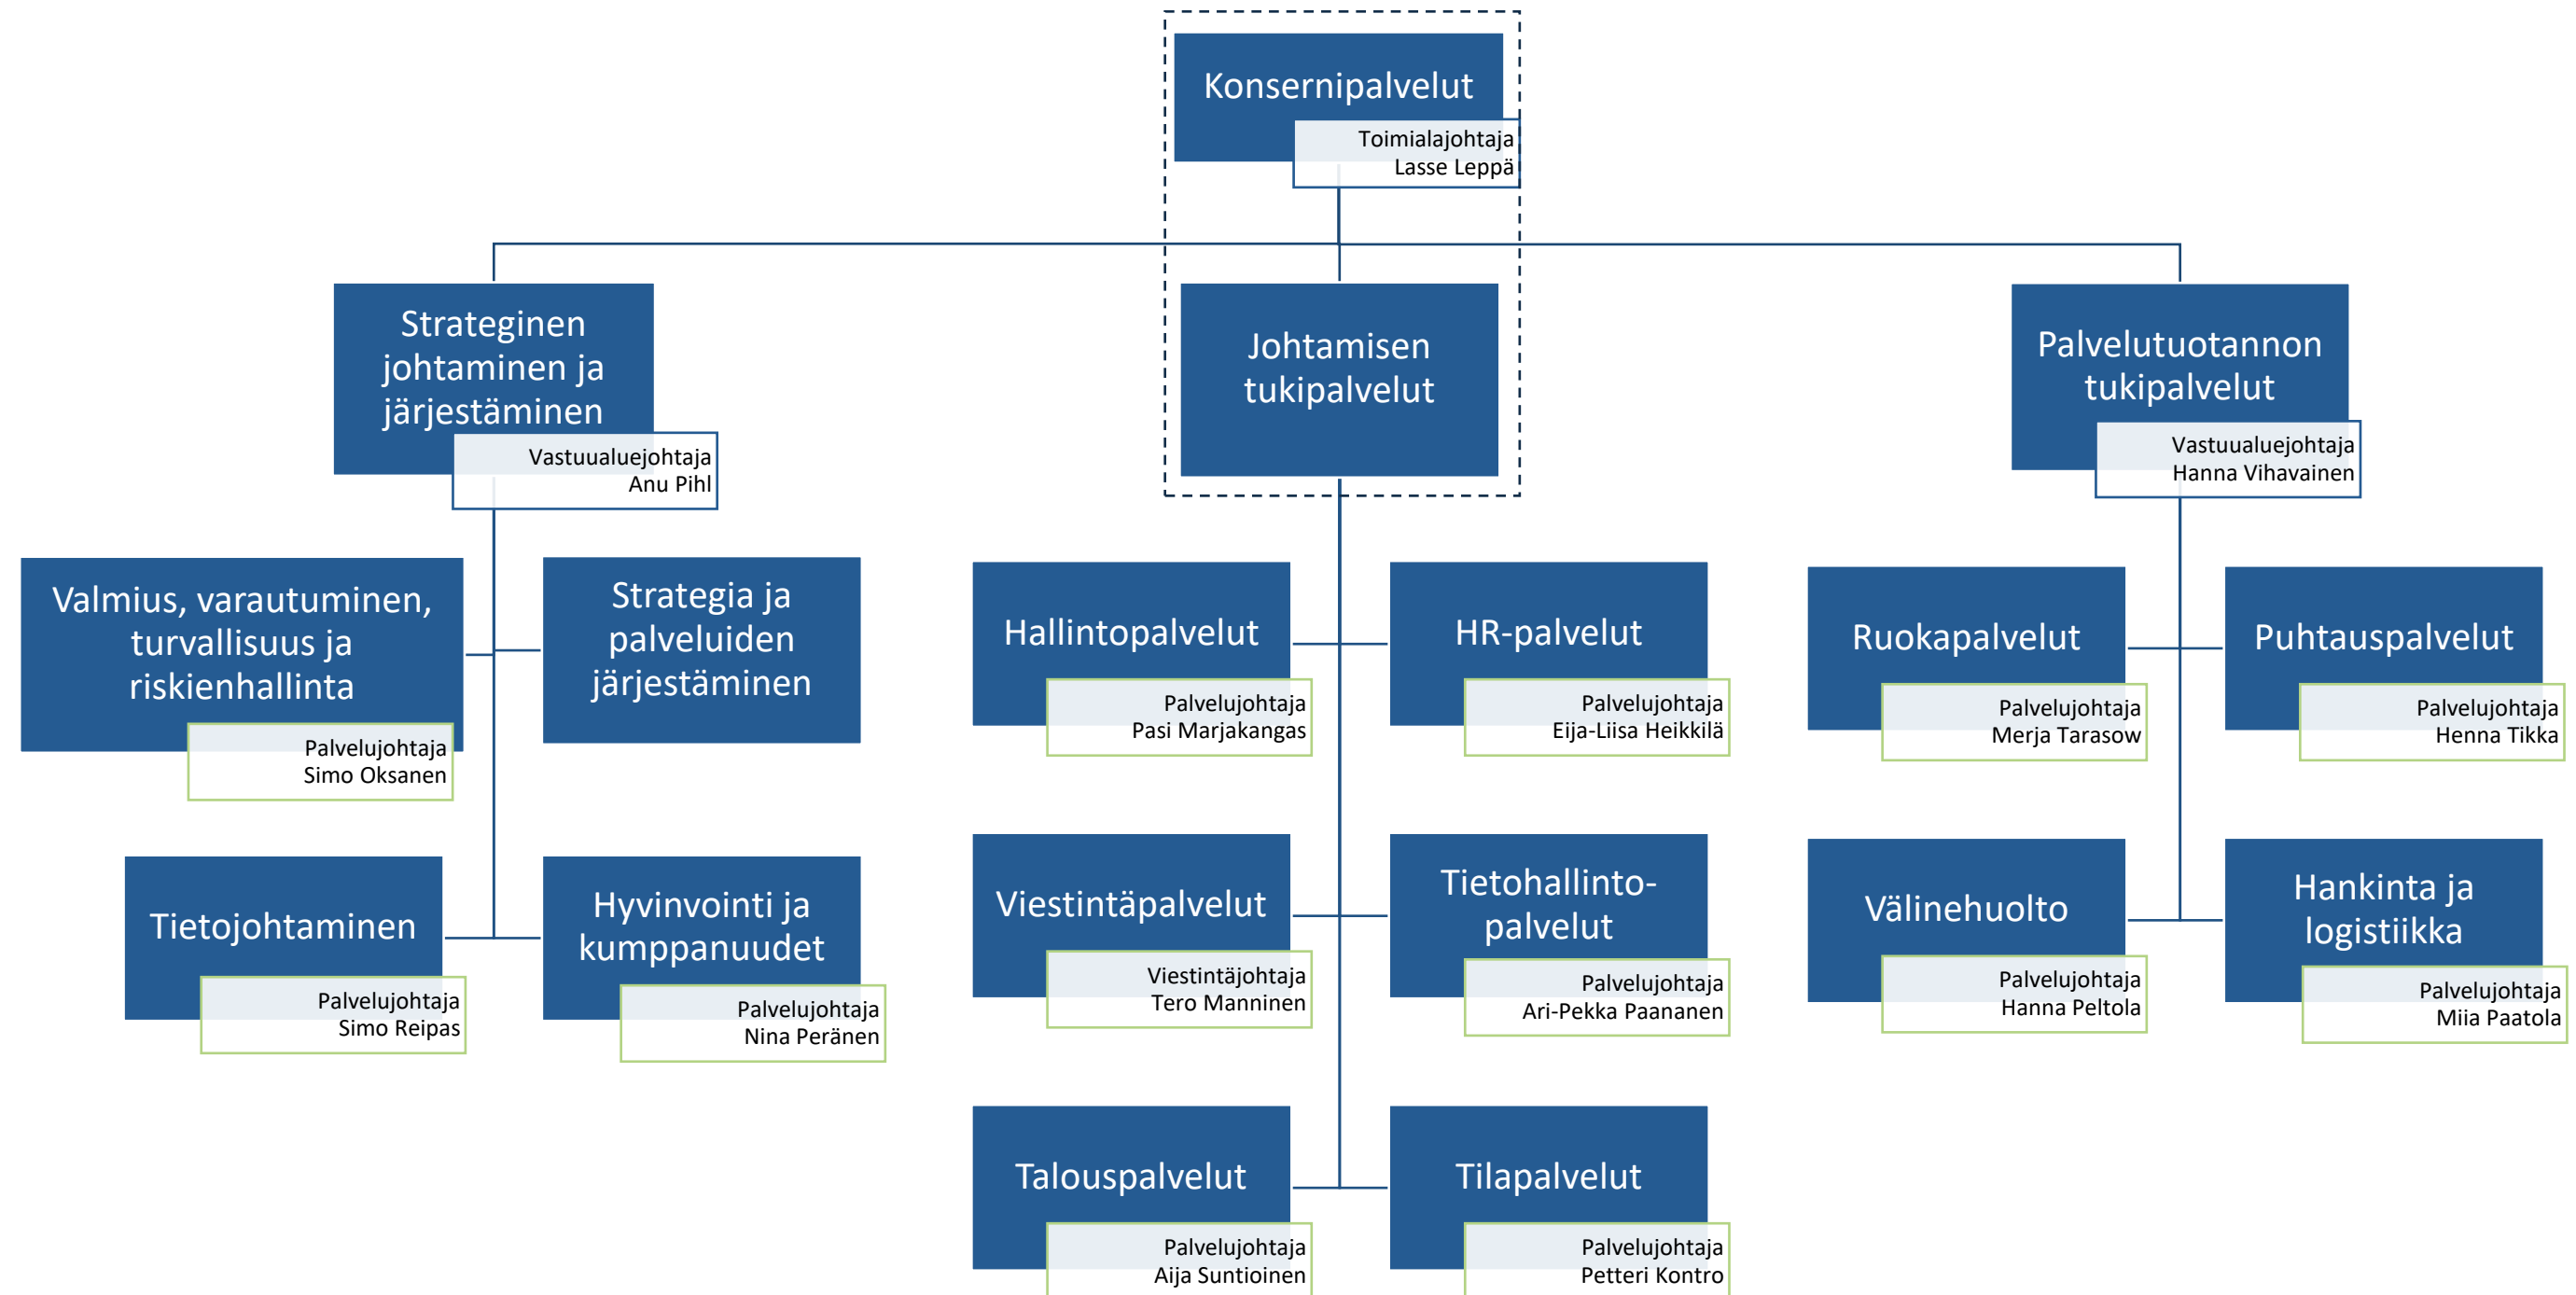 Konsernipalvelut
Toimialajohtaja
Lasse Leppä
Strateginen
johtaminen ja
järjestäminen
Vastuualuejohtaja
Anu Pihl
Johtamisen
tukipalvelut
Palvelutuotannon
tukipalvelut
Vastuualuejohtaja
Hanna Vihavainen
Valmius, varautuminen,
turvallisuus ja
riskienhallinta
Palvelujohtaja
Simo Oksanen
Strategia ja
palveluiden
järjestäminen
Tietojohtaminen
Palvelujohtaja
Simo Reipas
Hyvinvointi ja
kumppanuudet
Palvelujohtaja
Nina Peränen
Hallintopalvelut
Palvelujohtaja
Pasi Marjakangas
HR-palvelut
Palvelujohtaja
Eija-Liisa Heikkilä
Viestintäpalvelut
Viestintäjohtaja
Tero Manninen
Tietohallinto-
palvelut
Palvelujohtaja
Ari-Pekka Paananen
Talouspalvelut
Palvelujohtaja
Aija Suntioinen
Tilapalvelut
Palvelujohtaja
Petteri Kontro
Ruokapalvelut
Palvelujohtaja
Merja Tarasow
Puhtauspalvelut
Palvelujohtaja
Henna Tikka
Välinehuolto
Palvelujohtaja
Hanna Peltola
Hankinta ja
logistiikka
Palvelujohtaja
Miia Paatola